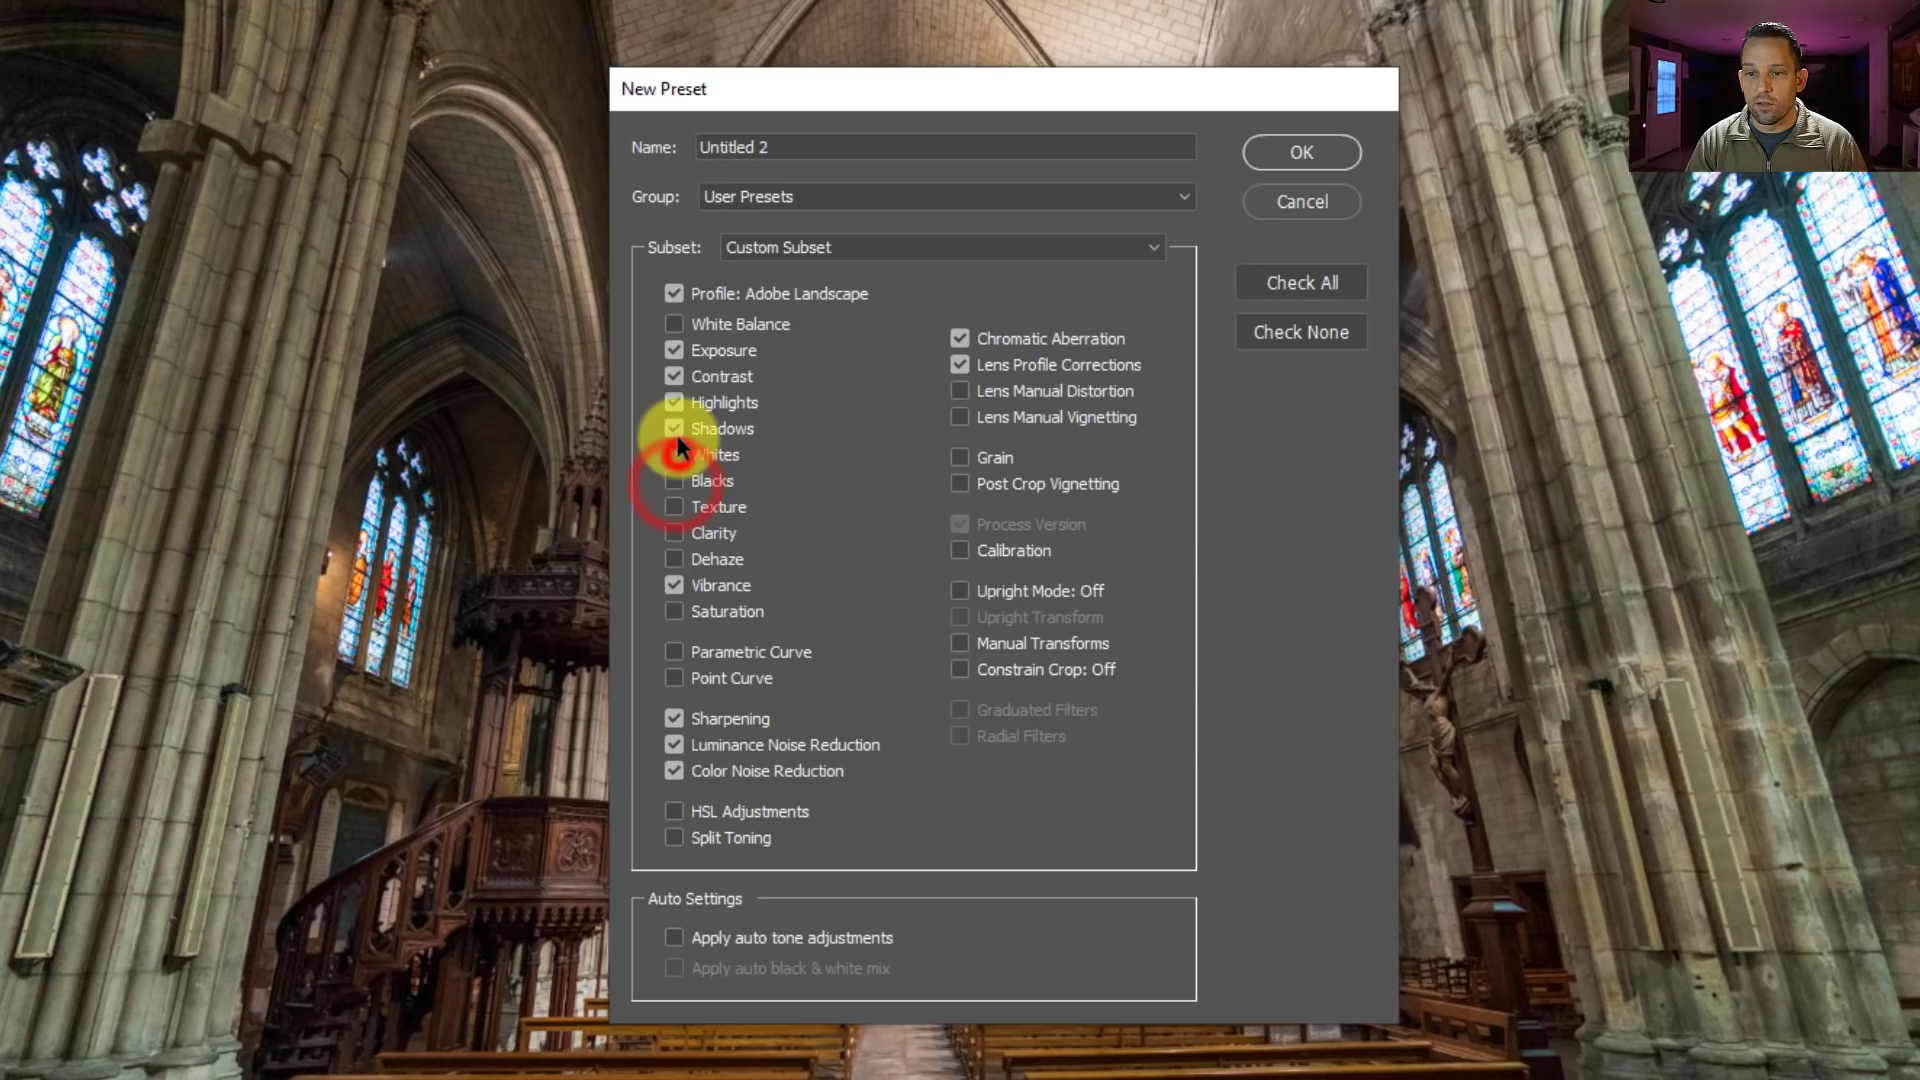 New Preset
Name: Untitled 2
OK
Group: User Presets
Cancel
Subset: Custom Subset
Check All
Check None
Profile: Adobe Landscape
White Balance
Exposure
Contrast
Highlights
Shadows
Whites
Blacks
Texture
Clarity
Dehaze
Vibrance
Saturation
Parametric Curve
Point Curve
Sharpening
Luminance Noise Reduction
Color Noise Reduction
HSL Adjustments
Split Toning
Chromatic Aberration
Lens Profile Corrections
Lens Manual Distortion
Lens Manual Vignetting
Grain
Post Crop Vignetting
Process Version
Calibration
Upright Mode: Off
Upright Transform
Manual Transforms
Constrain Crop: Off
Graduated Filters
Radial Filters
Auto Settings
Apply auto tone adjustments
Apply auto black & white mix